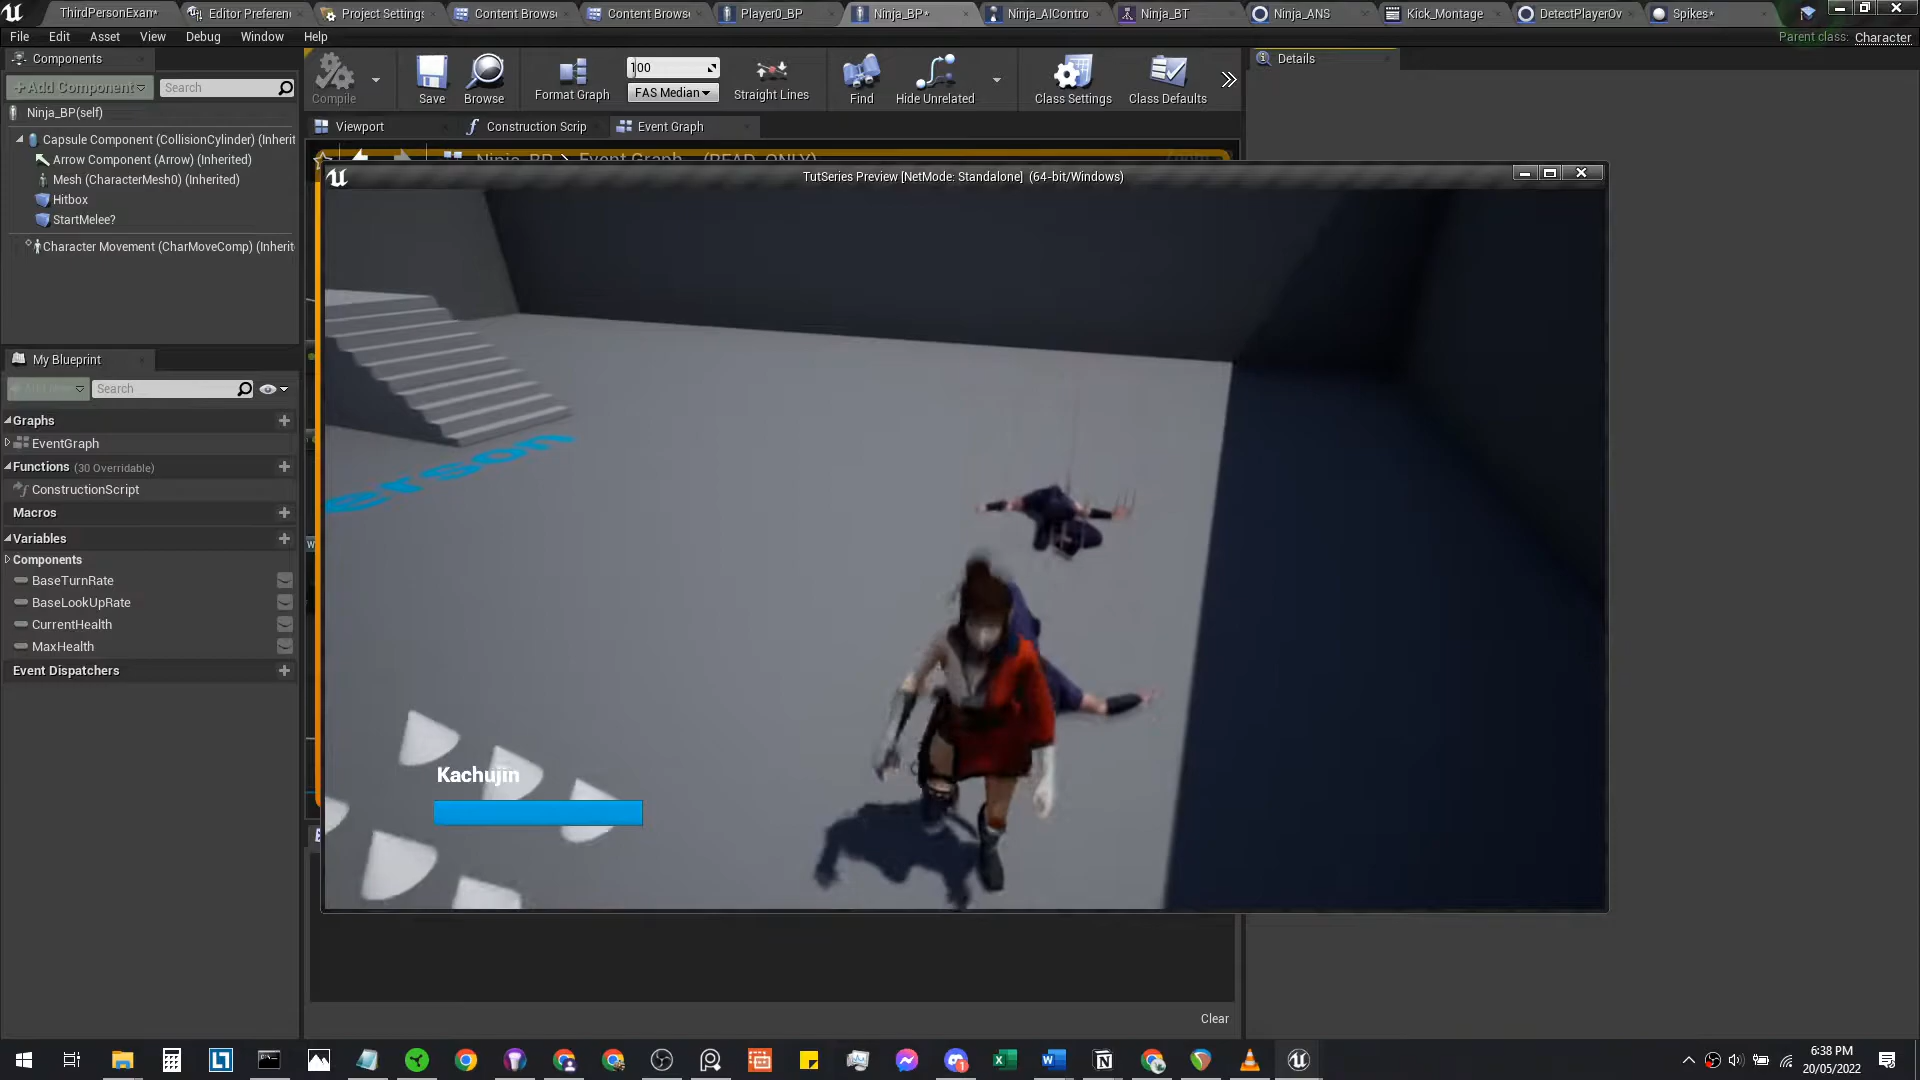 ThirdPersonExan*
Editor Preferen
Project Settings
Content Brows
Content Brows
Player0_BP
Ninja_BP*
Ninja_AIContro
Ninja_BT
Ninja_ANS
Kick_Montage
DetectPlayerOv
Spikes*
File Edit Asset View Debug Window Help
Parent class: Character
Components
Details
+Add Component
Search
100
FAS Median
Compile
Save
Browse
Format Graph
Straight Lines
Find
Hide Unrelated
Class Settings
Class Defaults
Ninja_BP(self)
Viewport
Construction Scrip
Event Graph
Capsule Component (CollisionCylinder) (Inherit
Arrow Component (Arrow) (Inherited)
Mesh (CharacterMesh0) (Inherited)
Hitbox
StartMelee?
Character Movement (CharMoveComp) (Inherit
Ninja_BP > Event Graph (READ_ONLY)
TutSeries Preview [NetMode: Standalone] (64-bit/Windows)
My Blueprint
Search
Graphs
EventGraph
Functions (30 Overridable)
ConstructionScript
Macros
Variables
Components
BaseTurnRate
BaseLookUpRate
CurrentHealth
MaxHealth
Event Dispatchers
erson
Kachujin
Clear
6:38 PM
20/05/2022